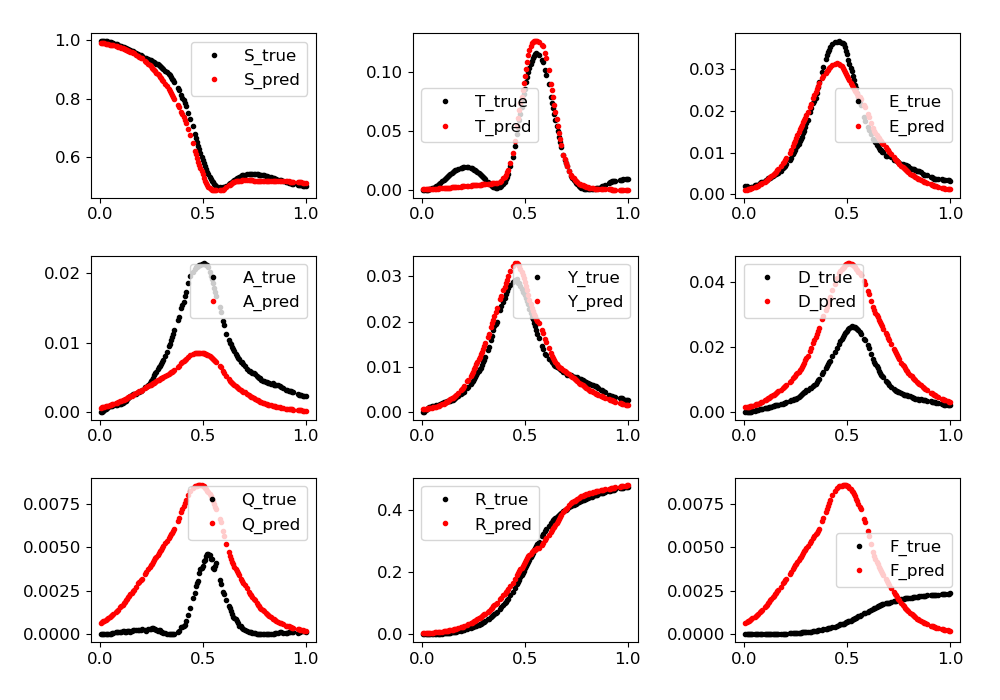 1.0
0.8
0.6
S_true
S_pred
0.0 0.5 1.0
0.10
0.05
0.00
T_true
T_pred
0.0 0.5 1.0
0.03
0.02
0.01
0.00
E_true
E_pred
0.0 0.5 1.0
0.02
0.01
0.00
A_true
A_pred
0.0 0.5 1.0
0.03
0.02
0.01
0.00
Y_true
Y_pred
0.0 0.5 1.0
0.04
0.02
0.00
D_true
D_pred
0.0 0.5 1.0
0.0075
0.0050
0.0025
0.0000
Q_true
Q_pred
0.0 0.5 1.0
0.4
0.2
0.0
R_true
R_pred
0.0 0.5 1.0
0.0075
0.0050
0.0025
0.0000
F_true
F_pred
0.0 0.5 1.0